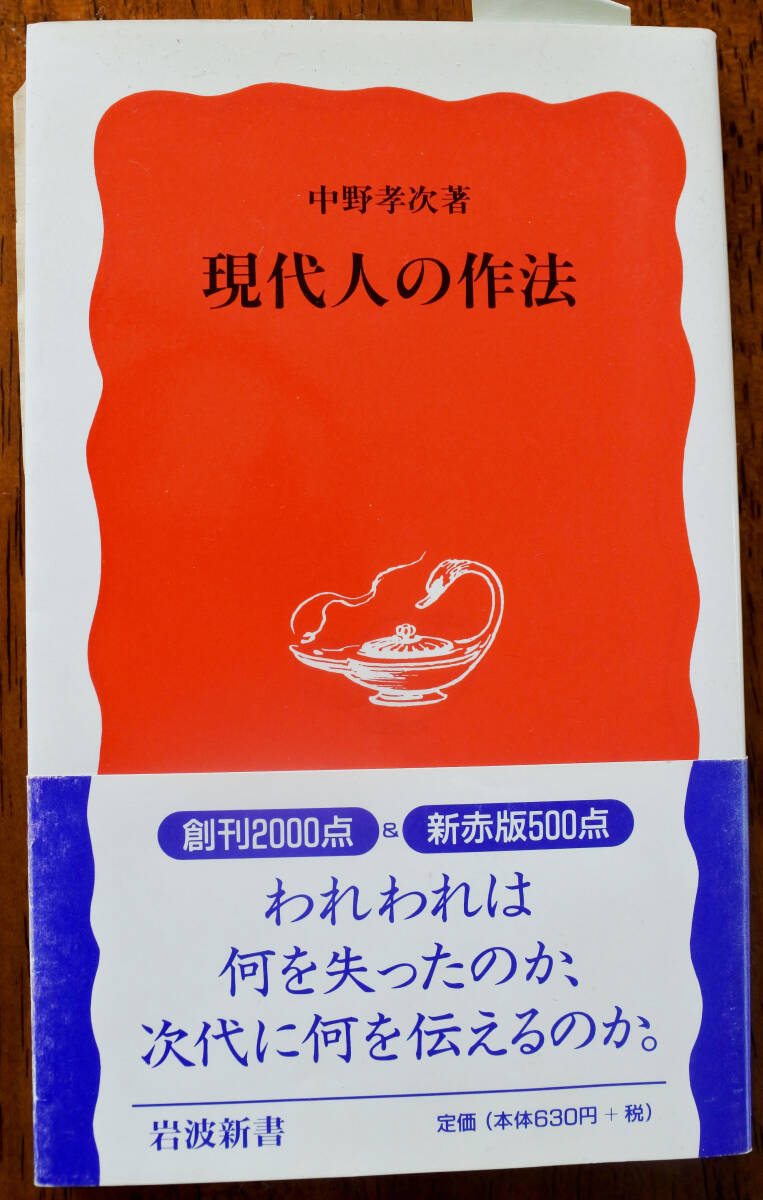 中野孝次著
現代人の作法
創刊2000点 & 新赤版500点
われわれは
何を失ったのか、
次代に何を伝えるのか。
岩波新書 定価（本体630円＋税）